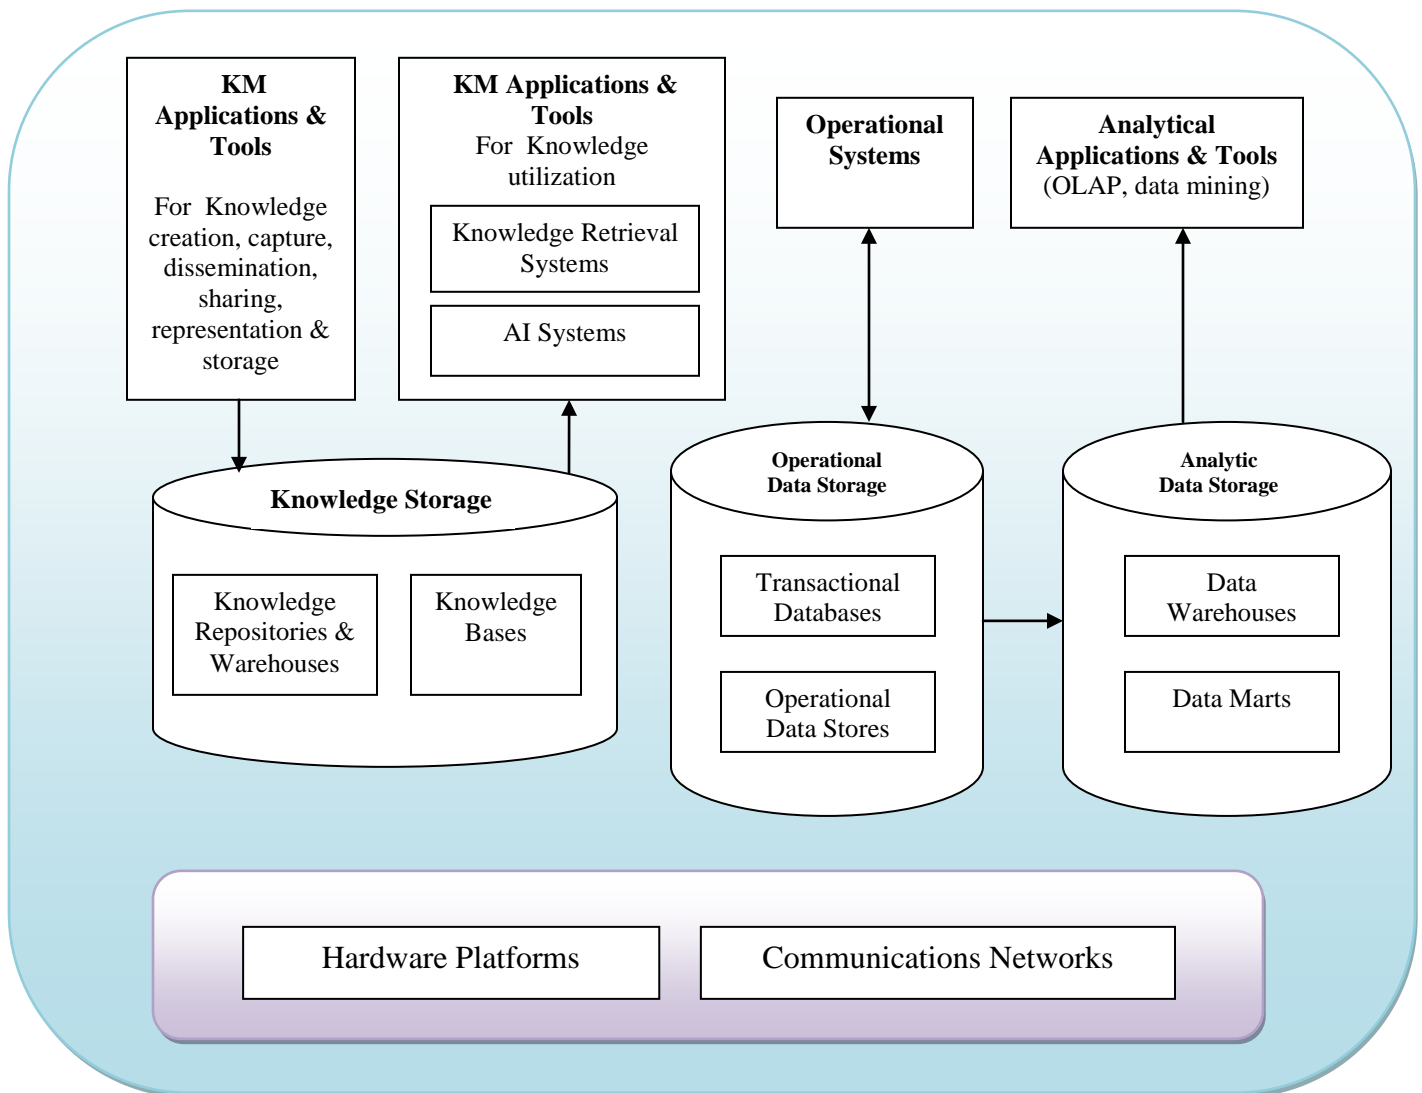 KM
Applications &
Tools
For Knowledge
creation, capture,
dissemination,
sharing,
representation &
storage
KM Applications &
Tools
For Knowledge
utilization
Knowledge Retrieval
Systems
AI Systems
Operational
Systems
Analytical
Applications & Tools
(OLAP, data mining)
Knowledge Storage
Knowledge
Repositories &
Warehouses
Knowledge
Bases
Operational
Data Storage
Transactional
Databases
Operational
Data Stores
Analytic
Data Storage
Data
Warehouses
Data Marts
Hardware Platforms
Communications Networks